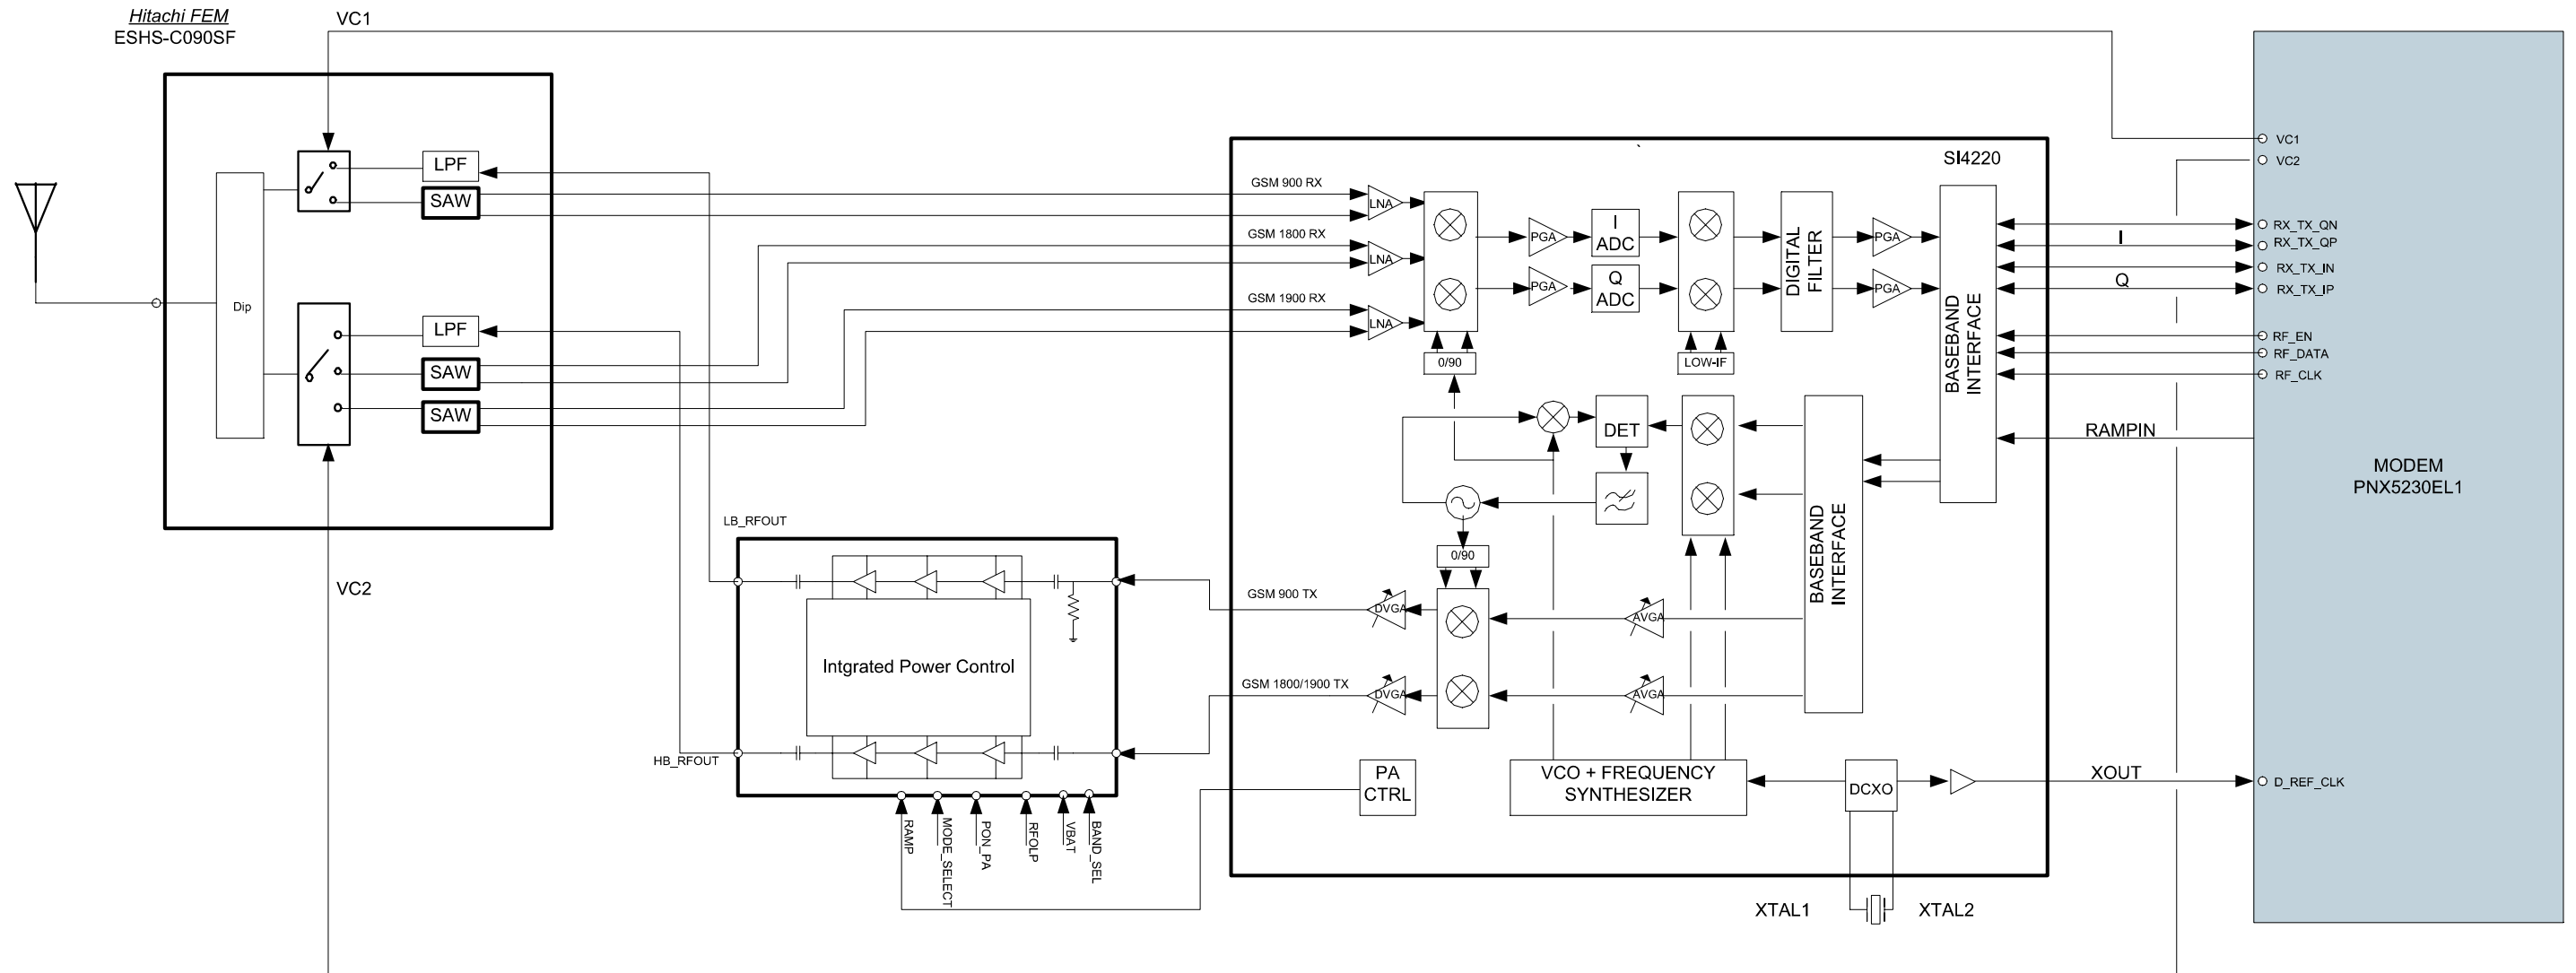 Hitachi FEM
ESHS-C090SF
VC1
LPF
SAW
Dip
LPF
SAW
SAW
VC2
LB_RFOUT
HB_RFOUT
Intgrated Power Control
RAMP
MODE_SELECT
PON_PA
RFOLP
VBAT
BAND_SEL
SI4220
GSM 900 RX
GSM 1800 RX
GSM 1900 RX
LNA
LNA
LNA
0/90
PGA
PGA
I
ADC
Q
ADC
LOW-IF
DIGITAL
FILTER
PGA
PGA
BASEBAND
INTERFACE
DET
0/90
BASEBAND
INTERFACE
GSM 900 TX
DVGA
AVGA
GSM 1800/1900 TX
DVGA
AVGA
PA
CTRL
VCO + FREQUENCY
SYNTHESIZER
DCXO
XTAL1
XTAL2
I
Q
RAMPIN
XOUT
VC1
VC2
RX_TX_QN
RX_TX_QP
RX_TX_IN
RX_TX_IP
RF_EN
RF_DATA
RF_CLK
MODEM
PNX5230EL1
D_REF_CLK